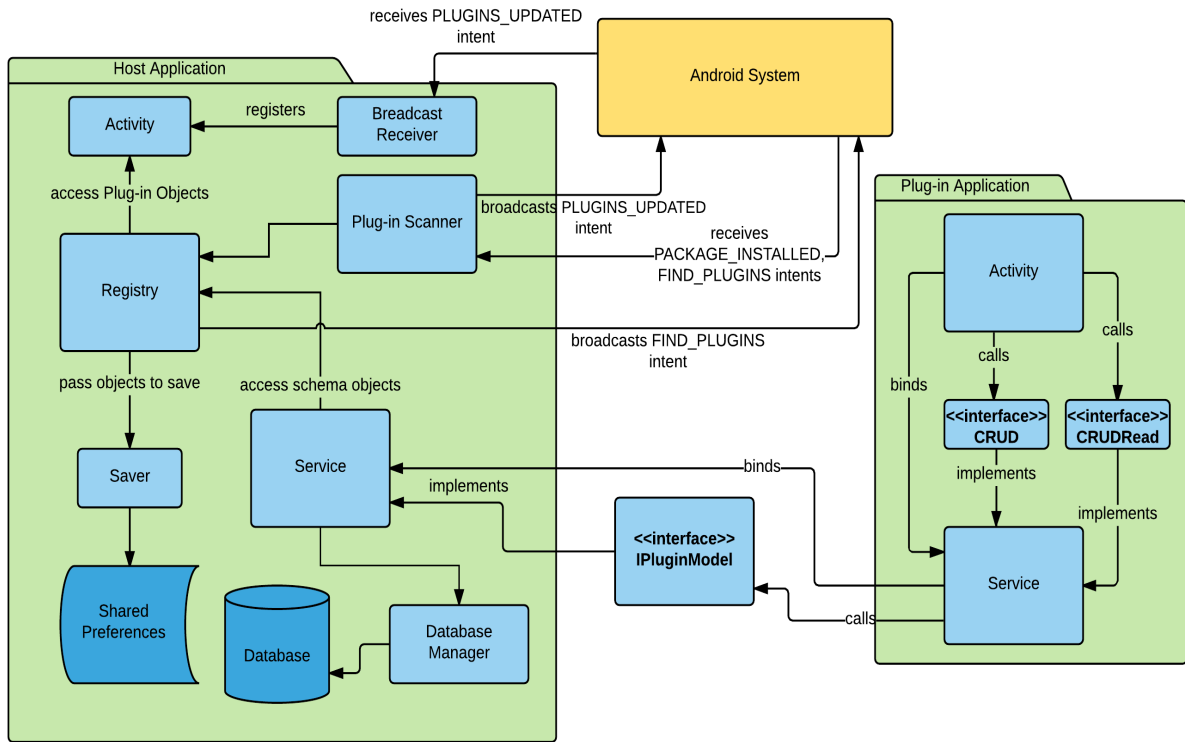 receives PLUGINS_UPDATED
intent
Android System
Host Application
Activity
registers
Breadcast
Receiver
access Plug-in Objects
Plug-in Scanner
broadcasts PLUGINS_UPDATED
intent
receives
PACKAGE_INSTALLED,
FIND_PLUGINS intents
Registry
broadcasts FIND_PLUGINS
intent
pass objects to save
access schema objects
Saver
Service
implements
binds
Shared
Preferences
Database
Database
Manager
<<interface>>
IPluginModel
calls
Plug-in Application
Activity
binds
calls
calls
<<interface>>
CRUD
<<interface>>
CRUDRead
implements
implements
Service